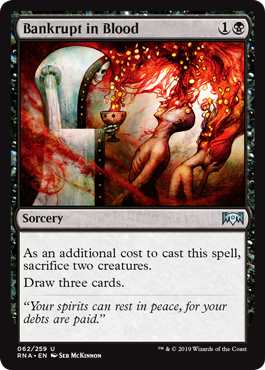 Bankrupt in Blood 1
Sorcery
As an additional cost to cast this spell,
sacrifice two creatures.
Draw three cards.
“Your spirits can rest in peace, for your
debts are paid.”
062/259 U
RNA • EN Seb McKinnon
™ & © 2019 Wizards of the Coast